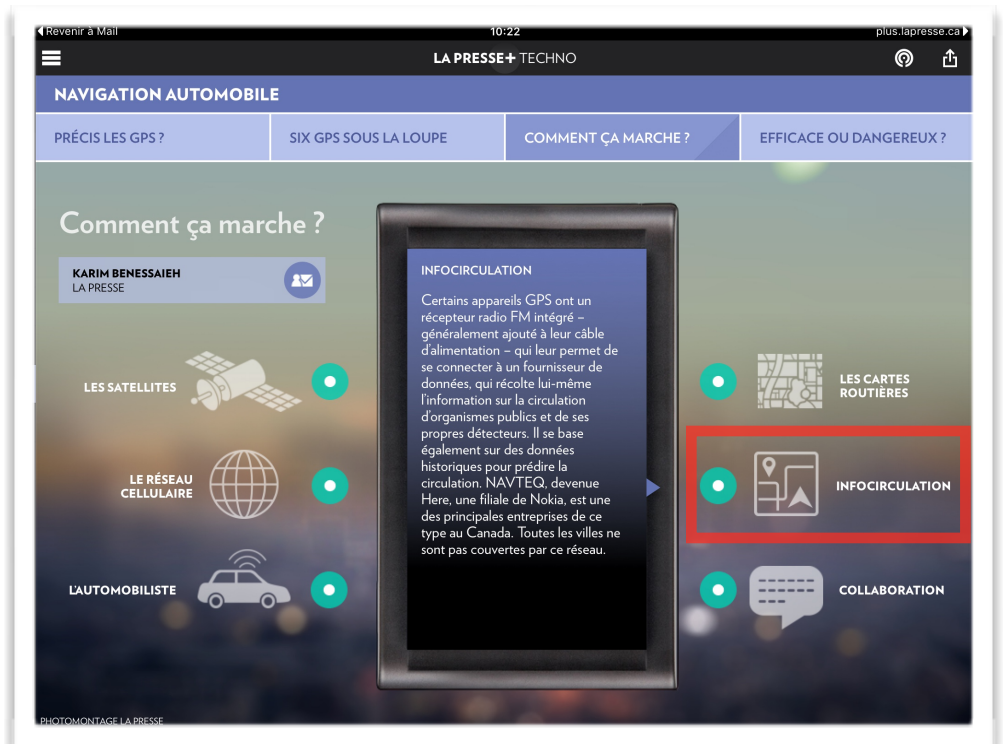 Revenir à Mail
10:22
plus.lapresse.ca
LA PRESSE+ TECHNO
NAVIGATION AUTOMOBILE
PRÉCIS LES GPS ?
SIX GPS SOUS LA LOUPE
COMMENT ÇA MARCHE ?
EFFICACE OU DANGEREUX ?
Comment ça marche ?
KARIM BENESSAIEH
LA PRESSE
LES SATELLITES
LE RÉSEAU
CELLULAIRE
L'AUTOMOBILISTE
INFOCIRCULATION
Certains appareils GPS ont un
récepteur radio FM intégré –
généralement ajouté à leur câble
d'alimentation – qui leur permet de
se connecter à un fournisseur de
données, qui récolte lui-même
l'information sur la circulation
d'organismes publics et de ses
propres détecteurs. Il se base
également sur des données
historiques pour prédire la
circulation. NAVTEQ, devenue
Here, une filiale de Nokia, est une
des principales entreprises de ce
type au Canada. Toutes les villes ne
sont pas couvertes par ce réseau.
LES CARTES
ROUTIÈRES
INFOCIRCULATION
COLLABORATION
PHOTOMONTAGE LA PRESSE